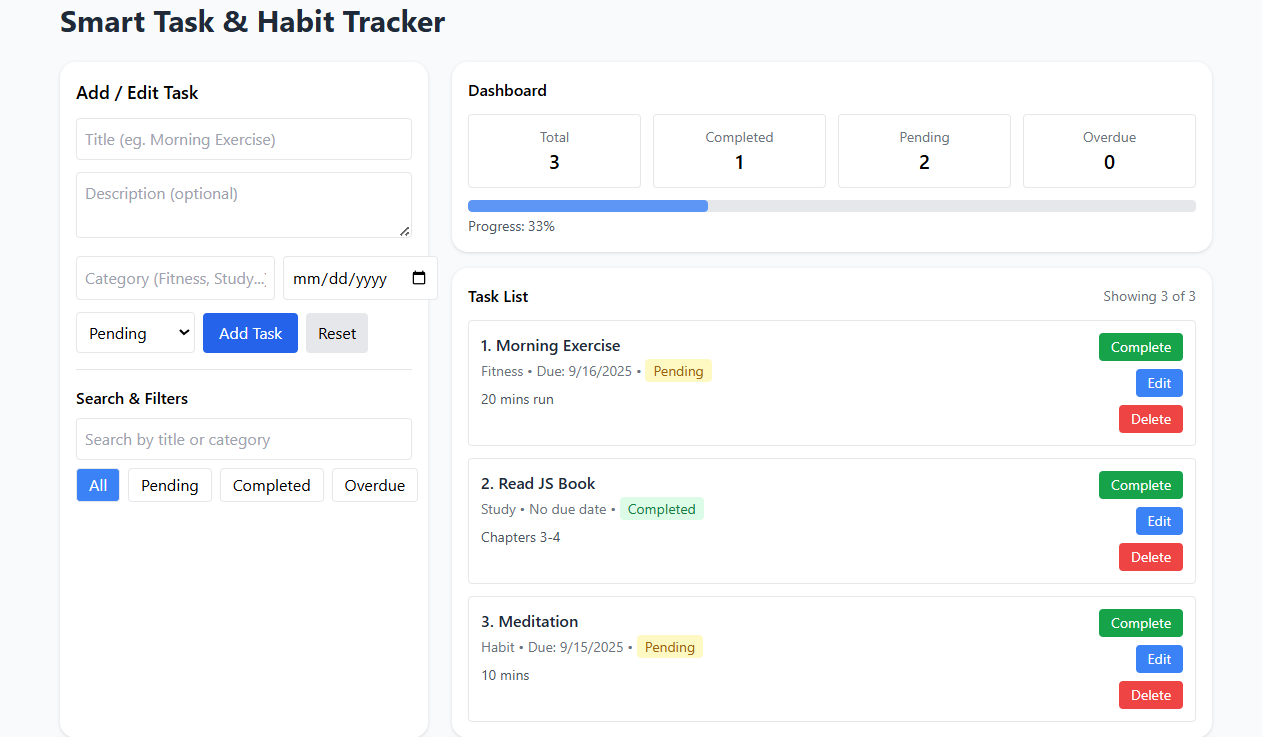 Smart Task & Habit Tracker
Add / Edit Task
Title (eg. Morning Exercise)
Description (optional)
Category (Fitness, Study...)
mm/dd/yyyy
Pending
Add Task
Reset
Search & Filters
Search by title or category
All
Pending
Completed
Overdue
Dashboard
Total
3
Completed
1
Pending
2
Overdue
0
Progress: 33%
Task List
Showing 3 of 3
1. Morning Exercise
Fitness • Due: 9/16/2025 • Pending
20 mins run
Complete
Edit
Delete
2. Read JS Book
Study • No due date • Completed
Chapters 3-4
Complete
Edit
Delete
3. Meditation
Habit • Due: 9/15/2025 • Pending
10 mins
Complete
Edit
Delete